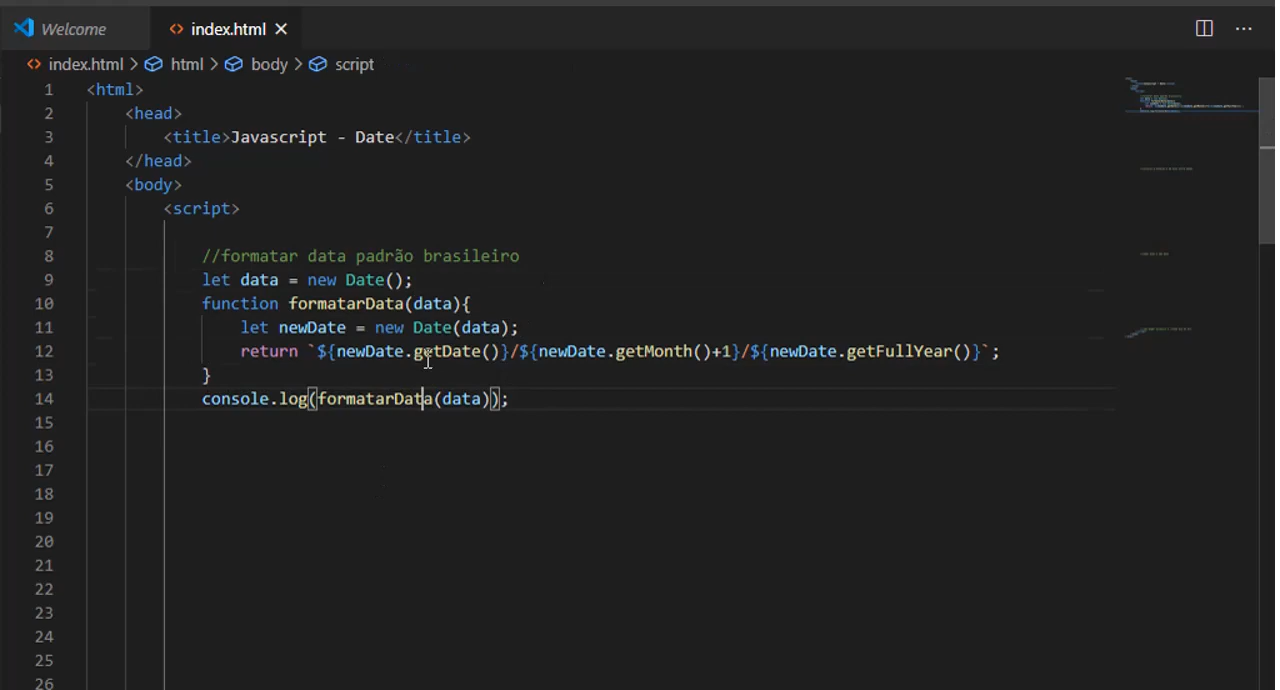 Welcome
index.html
index.html > html > body > script
1 <html>
2 <head>
3 <title>Javascript - Date</title>
4 </head>
5 <body>
6 <script>
7
8 //formatar data padrão brasileiro
9 let data = new Date();
10 function formatarData(data){
11 let newDate = new Date(data);
12 return `${newDate.getDate()}/${newDate.getMonth()+1}/${newDate.getFullYear()}`;
13 }
14 console.log(formatarData(data));
15
16
17
18
19
20
21
22
23
24
25
26